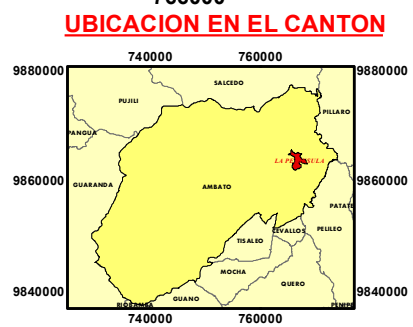 UBICACION EN EL CANTON
740000 760000
9880000 9880000
SALCEDO
PUJILI
PILLARO
PANGUA
LA PENINSULA
9860000 GUARANDA AMBATO 9860000
PATATE
CEVALLOS PELILEO
TISALEO
MOCHA
QUERO
9840000 GUANO 9840000
RIOBAMBA
740000 760000